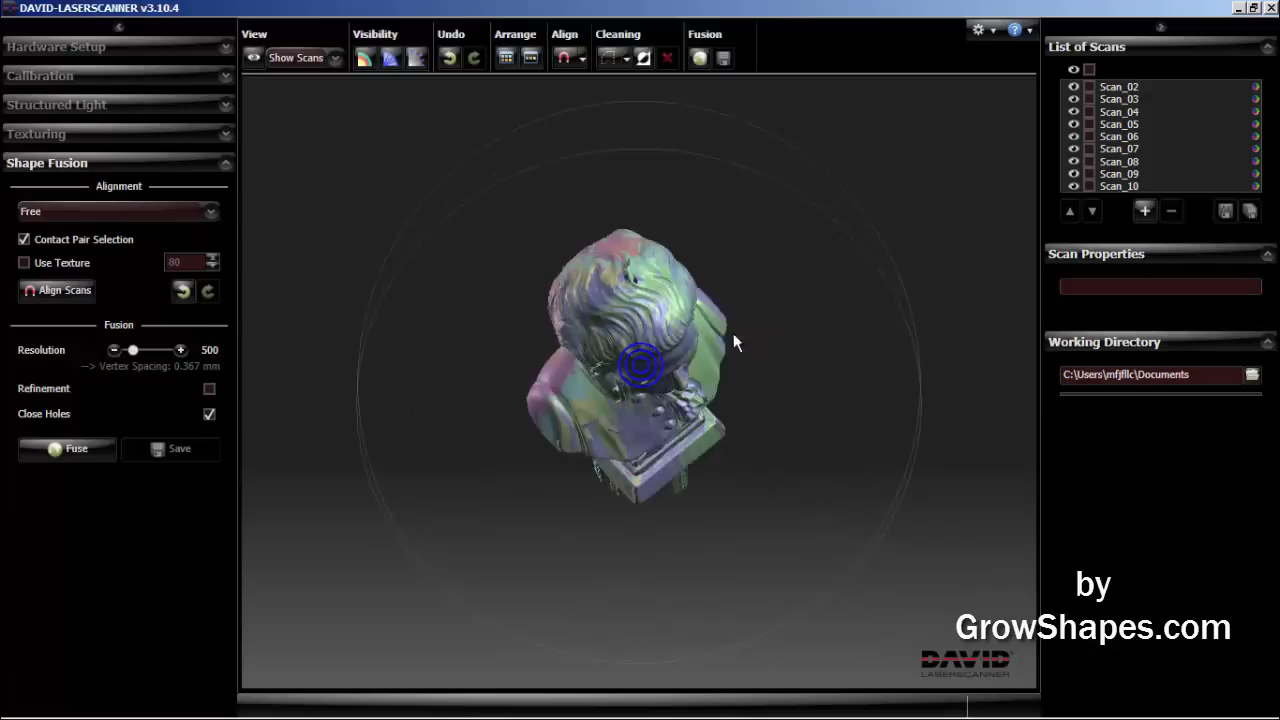 DAVID-LASERSCANNER v3.10.4
Hardware Setup
Calibration
Structured Light
Texturing
Shape Fusion
Alignment
Free
Contact Pair Selection
Use Texture 80
Align Scans
Fusion
Resolution 500
--> Vertex Spacing: 0.367 mm
Refinement
Close Holes
Fuse Save
View Visibility Undo Arrange Align Cleaning Fusion
Show Scans
?
List of Scans
Scan_02
Scan_03
Scan_04
Scan_05
Scan_06
Scan_07
Scan_08
Scan_09
Scan_10
Scan Properties
Working Directory
C:\Users\mfjfllc\Documents
by
GrowShapes.com
DAVID
LASERSCANNER